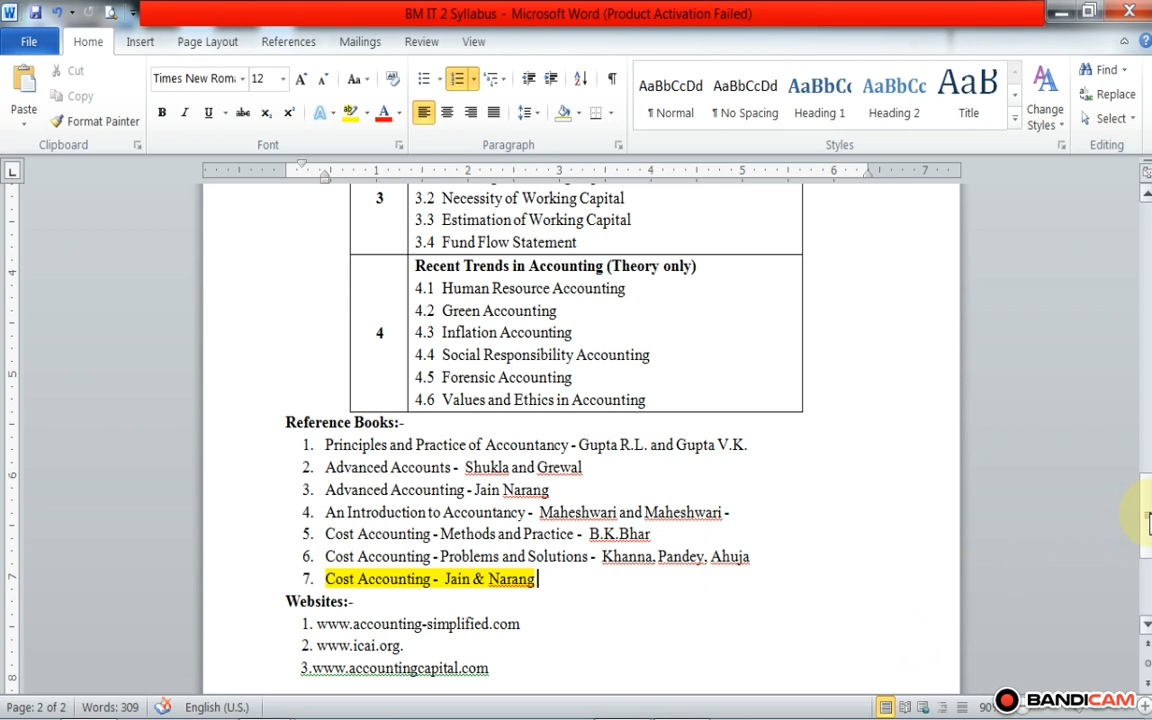 BM IT 2 Syllabus - Microsoft Word (Product Activation Failed)
File Home Insert Page Layout References Mailings Review View
Cut
Copy
Format Painter
Paste
Clipboard
Times New Rom 12
Font
Paragraph
AaBbCcDd AaBbCcDd AaBbCc AaBbCc AaB
¶ Normal ¶ No Spacing Heading 1 Heading 2 Title
Styles
Change Styles
Find
Replace
Select
Editing
1 2 3 4 5 6 7
3
3.2 Necessity of Working Capital
3.3 Estimation of Working Capital
3.4 Fund Flow Statement
4
Recent Trends in Accounting (Theory only)
4.1 Human Resource Accounting
4.2 Green Accounting
4.3 Inflation Accounting
4.4 Social Responsibility Accounting
4.5 Forensic Accounting
4.6 Values and Ethics in Accounting
Reference Books:-
1. Principles and Practice of Accountancy - Gupta R.L. and Gupta V.K.
2. Advanced Accounts - Shukla and Grewal
3. Advanced Accounting - Jain Narang
4. An Introduction to Accountancy - Maheshwari and Maheshwari -
5. Cost Accounting - Methods and Practice - B.K.Bhar
6. Cost Accounting - Problems and Solutions - Khanna, Pandey, Ahuja
7. Cost Accounting - Jain & Narang
Websites:-
1. www.accounting-simplified.com
2. www.icai.org.
3.www.accountingcapital.com
Page: 2 of 2 Words: 309 English (U.S.)
BANDICAM